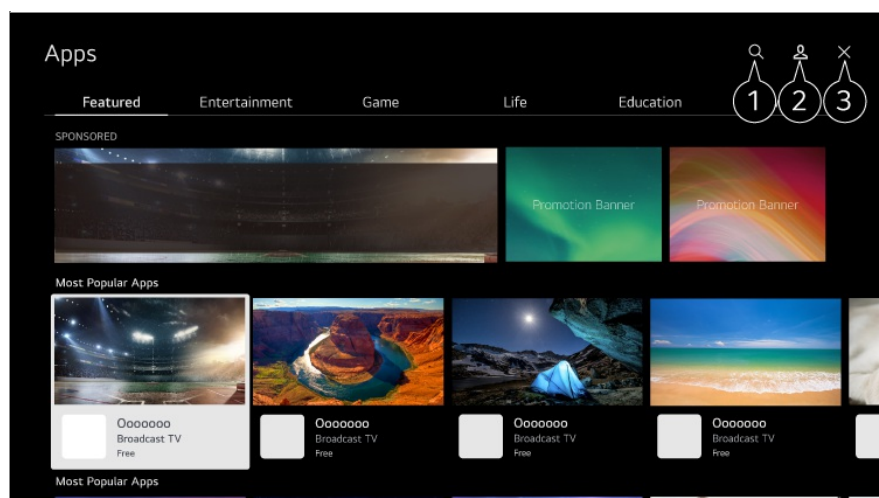 Apps
1 2 3
Featured Entertainment Game Life Education
SPONSORED
Promotion Banner Promotion Banner
Most Popular Apps
Ooooooo Ooooooo Ooooooo Ooooooo
Broadcast TV Broadcast TV Broadcast TV Broadcast TV
Free Free Free Free
Most Popular Apps